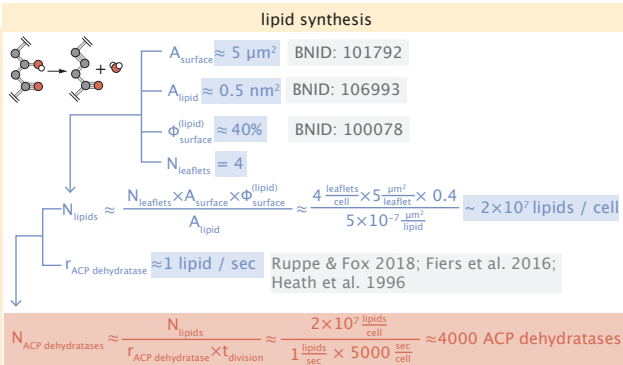 lipid synthesis
A_surface ≈ 5 μm² BNID: 101792
A_lipid ≈ 0.5 nm² BNID: 106993
Φ_surface^(lipid) ≈ 40% BNID: 100078
N_leaflets = 4
N_lipids ≈ (N_leaflets×A_surface×Φ_surface^(lipid))/A_lipid ≈ (4 leaflets/cell ×5 μm²/leaflet × 0.4)/(5×10⁻⁷ μm²/lipid) ~ 2×10⁷ lipids / cell
r_ACP dehydratase ≈1 lipid / sec Ruppe & Fox 2018; Fiers et al. 2016;
Heath et al. 1996
N_ACP dehydratases ≈ N_lipids/(r_ACP dehydratase×t_division) ≈ (2×10⁷ lipids/cell)/(1 lipids/sec × 5000 sec/cell) ≈4000 ACP dehydratases